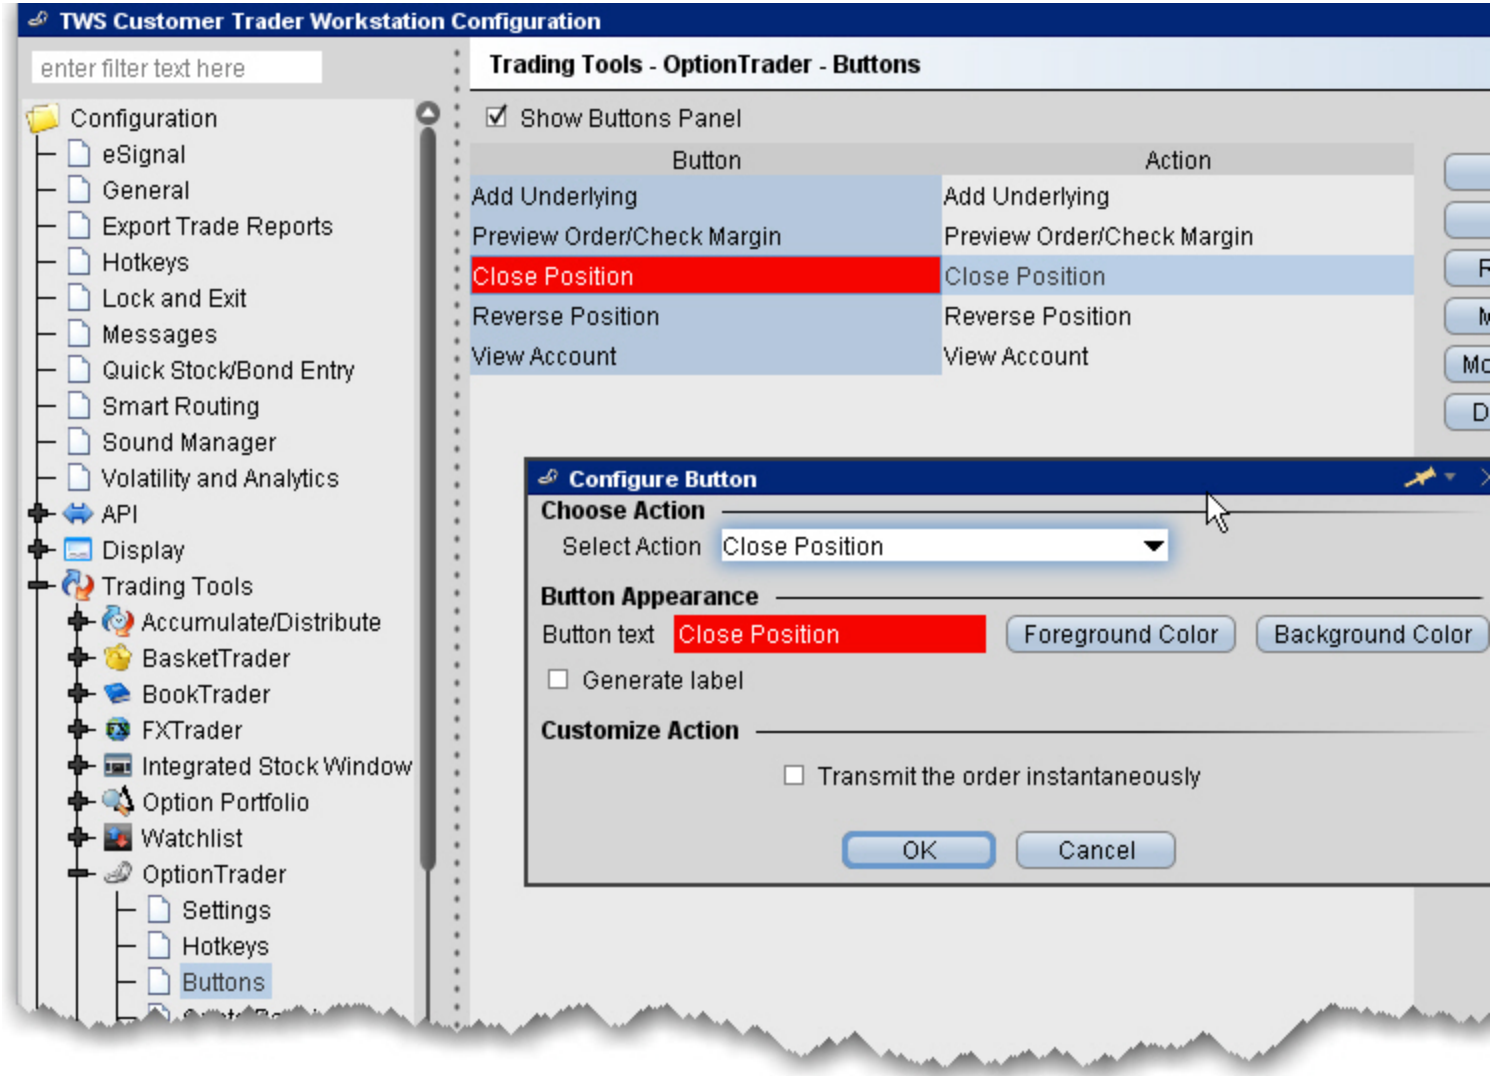 TWS Customer Trader Workstation Configuration
enter filter text here
Configuration
eSignal
General
Export Trade Reports
Hotkeys
Lock and Exit
Messages
Quick Stock/Bond Entry
Smart Routing
Sound Manager
Volatility and Analytics
API
Display
Trading Tools
Accumulate/Distribute
BasketTrader
BookTrader
FXTrader
Integrated Stock Window
Option Portfolio
Watchlist
OptionTrader
Settings
Hotkeys
Buttons
Trading Tools - OptionTrader - Buttons
Show Buttons Panel
Button Action
Add Underlying Add Underlying
Preview Order/Check Margin Preview Order/Check Margin
Close Position Close Position
Reverse Position Reverse Position
View Account View Account
Configure Button
Choose Action
Select Action Close Position
Button Appearance
Button text Close Position Foreground Color Background Color
Generate label
Customize Action
Transmit the order instantaneously
OK Cancel